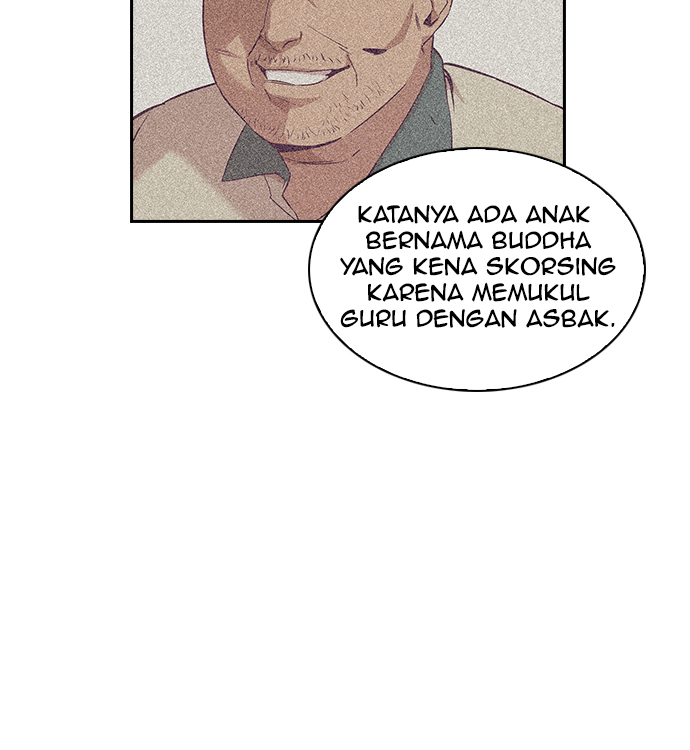 KATANYA ADA ANAK
BERNAMA BUDDHA
YANG KENA SKORSING
KARENA MEMUKUL
GURU DENGAN ASBAK.